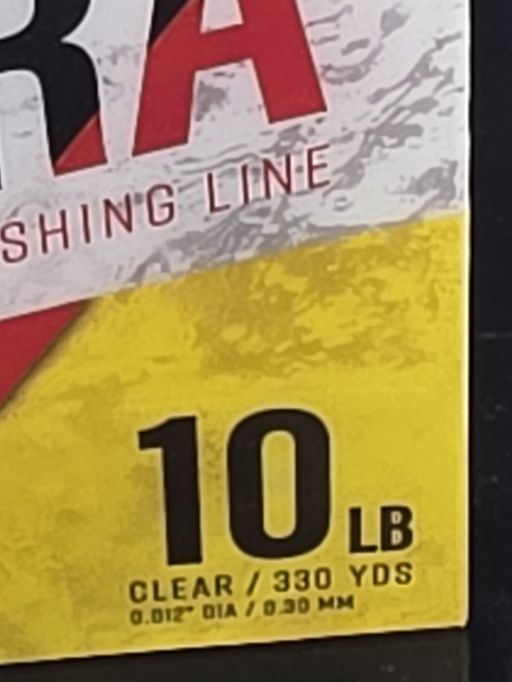 RA
SHING LINE
10 LB
CLEAR / 330 YDS
0.012" DIA / 0.30 MM